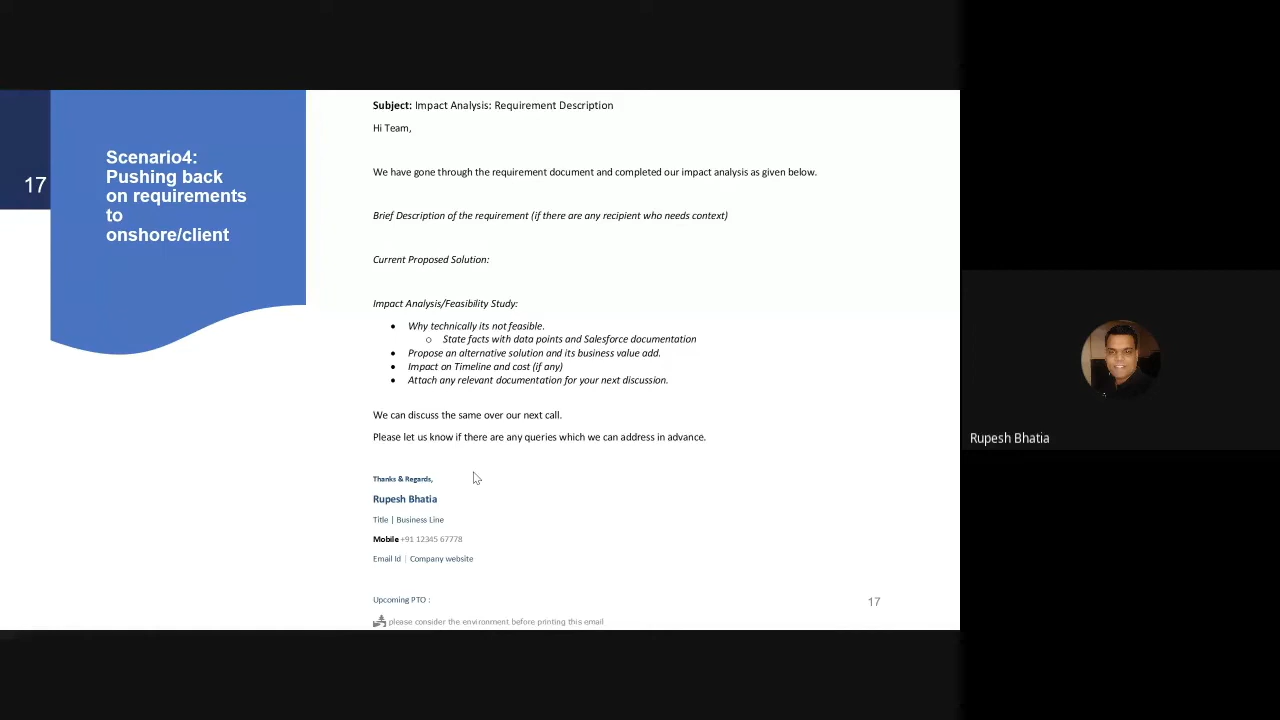 17
Scenario4:
Pushing back
on requirements
to
onshore/client
Subject: Impact Analysis: Requirement Description
Hi Team,
We have gone through the requirement document and completed our impact analysis as given below.
Brief Description of the requirement (if there are any recipient who needs context)
Current Proposed Solution:
Impact Analysis/Feasibility Study:
• Why technically its not feasible.
o State facts with data points and Salesforce documentation
• Propose an alternative solution and its business value add.
• Impact on Timeline and cost (if any)
• Attach any relevant documentation for your next discussion.
We can discuss the same over our next call.
Please let us know if there are any queries which we can address in advance.
Thanks & Regards,
Rupesh Bhatia
Title | Business Line
Mobile +91 12345 67778
Email Id | Company website
Upcoming PTO :
please consider the environment before printing this email
17
Rupesh Bhatia